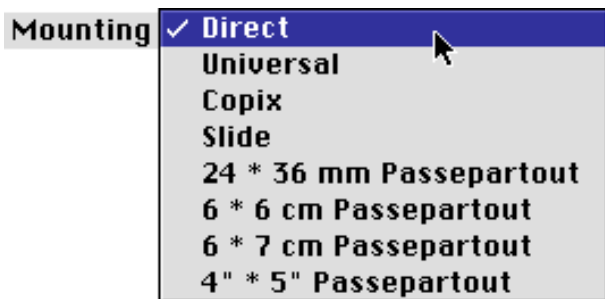 Mounting ✓ Direct
Universal
Copix
Slide
24 * 36 mm Passepartout
6 * 6 cm Passepartout
6 * 7 cm Passepartout
4" * 5" Passepartout